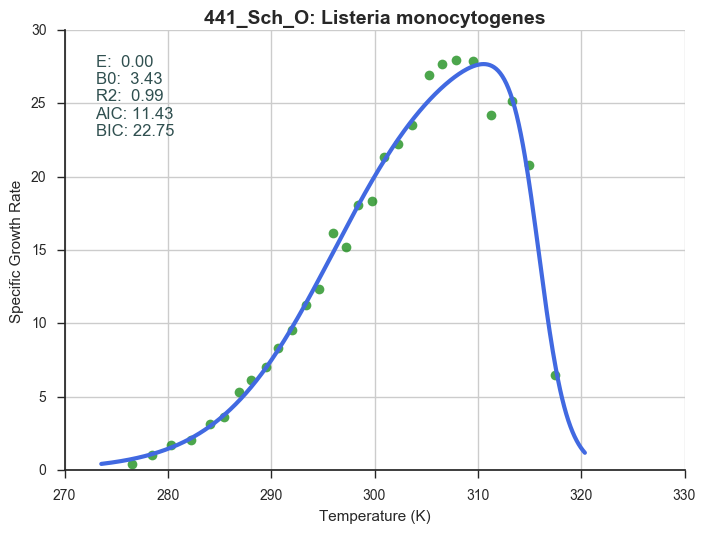 441_Sch_O: Listeria monocytogenes
E:  0.00
B0:  3.43
R2:  0.99
AIC: 11.43
BIC: 22.75
Specific Growth Rate
30
25
20
15
10
5
0
270 280 290 300 310 320 330
Temperature (K)